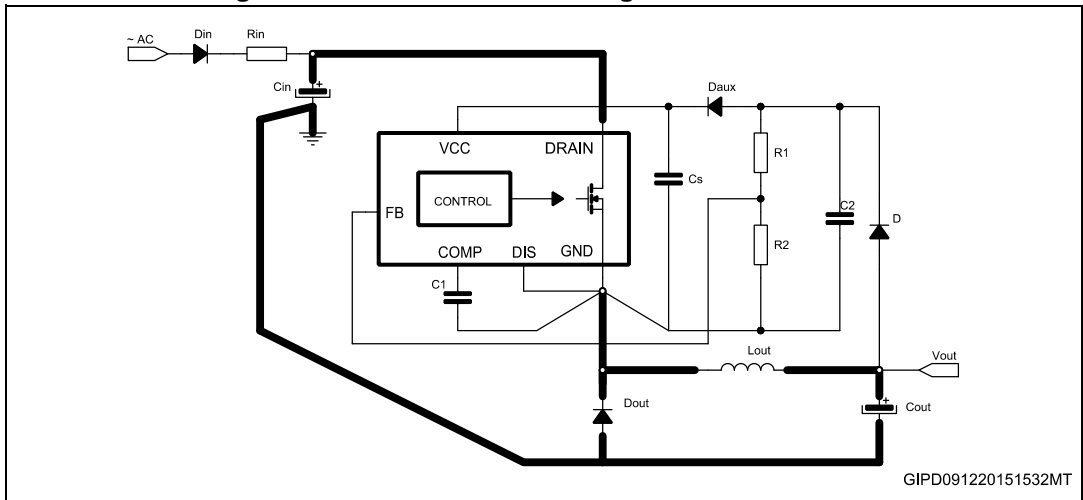 ~ AC
Din
Rin
Cin
Daux
VCC
DRAIN
R1
Cs
CONTROL
FB
C2
D
R2
COMP
DIS
GND
C1
Lout
Vout
Dout
Cout
GIPD091220151532MT